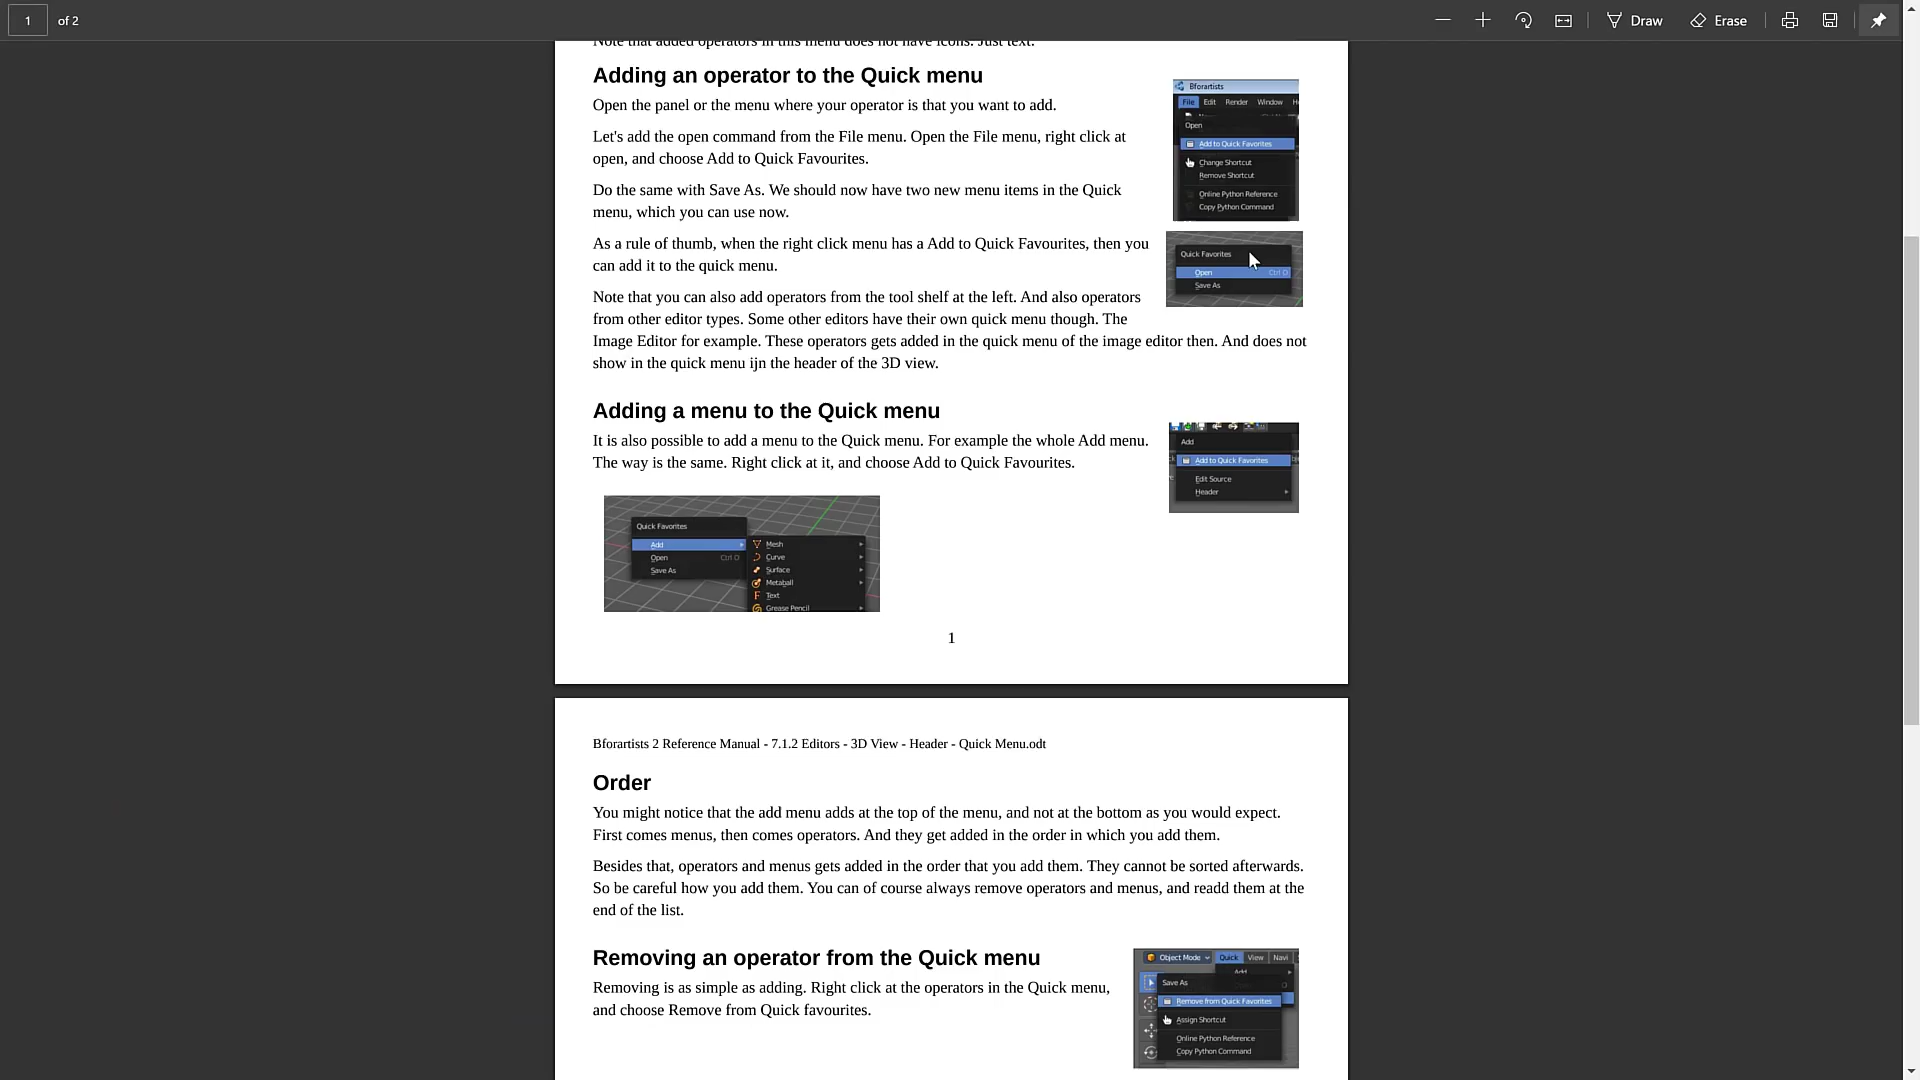 1 of 2
Draw
Erase
Note that added operators in this menu does not have icons. Just text.
Adding an operator to the Quick menu
Open the panel or the menu where your operator is that you want to add.
Let's add the open command from the File menu. Open the File menu, right click at
open, and choose Add to Quick Favourites.
Do the same with Save As. We should now have two new menu items in the Quick
menu, which you can use now.
As a rule of thumb, when the right click menu has a Add to Quick Favourites, then you
can add it to the quick menu.
Note that you can also add operators from the tool shelf at the left. And also operators
from other editor types. Some other editors have their own quick menu though. The
Image Editor for example. These operators gets added in the quick menu of the image editor then. And does not
show in the quick menu ijn the header of the 3D view.
Bforartists
File Edit Render Window
Open
Add to Quick Favorites
Change Shortcut
Remove Shortcut
Online Python Reference
Copy Python Command
Quick Favorites
Open Ctrl O
Save As
Adding a menu to the Quick menu
It is also possible to add a menu to the Quick menu. For example the whole Add menu.
The way is the same. Right click at it, and choose Add to Quick Favourites.
Add
Add to Quick Favorites
Edit Source
Header
Quick Favorites
Add
Open Ctrl O
Save As
Mesh
Curve
Surface
Metaball
Text
Grease Pencil
1
Bforartists 2 Reference Manual - 7.1.2 Editors - 3D View - Header - Quick Menu.odt
Order
You might notice that the add menu adds at the top of the menu, and not at the bottom as you would expect.
First comes menus, then comes operators. And they get added in the order in which you add them.
Besides that, operators and menus gets added in the order that you add them. They cannot be sorted afterwards.
So be careful how you add them. You can of course always remove operators and menus, and readd them at the
end of the list.
Removing an operator from the Quick menu
Removing is as simple as adding. Right click at the operators in the Quick menu,
and choose Remove from Quick favourites.
Object Mode Quick View Navi
Add
Save As
Remove from Quick Favorites
Assign Shortcut
Online Python Reference
Copy Python Command